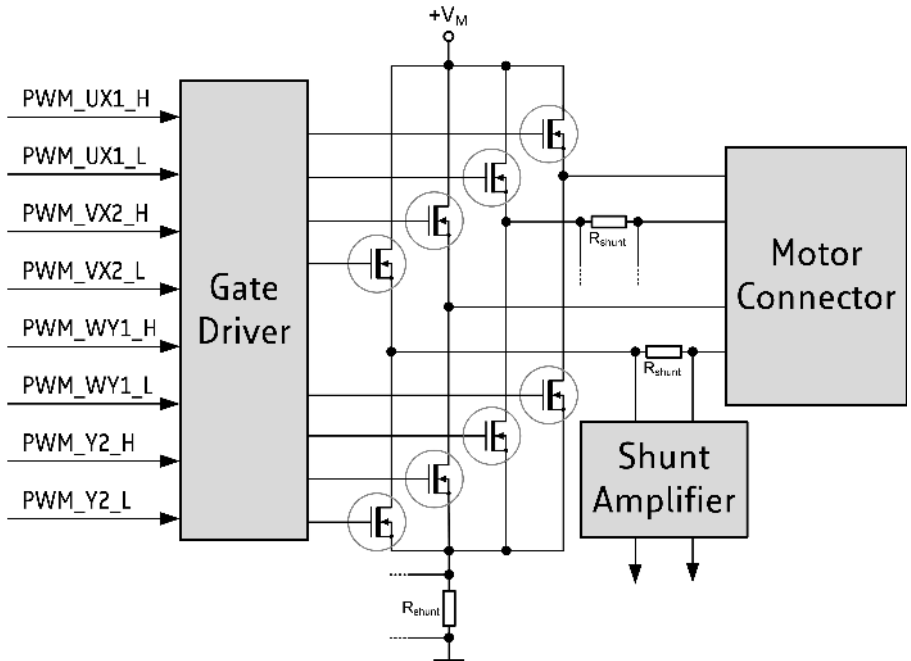 +VM
PWM_UX1_H
PWM_UX1_L
PWM_VX2_H
PWM_VX2_L
PWM_WY1_H
PWM_WY1_L
PWM_Y2_H
PWM_Y2_L
Gate
Driver
Rshunt
Motor
Connector
Rshunt
Shunt
Amplifier
Rshunt